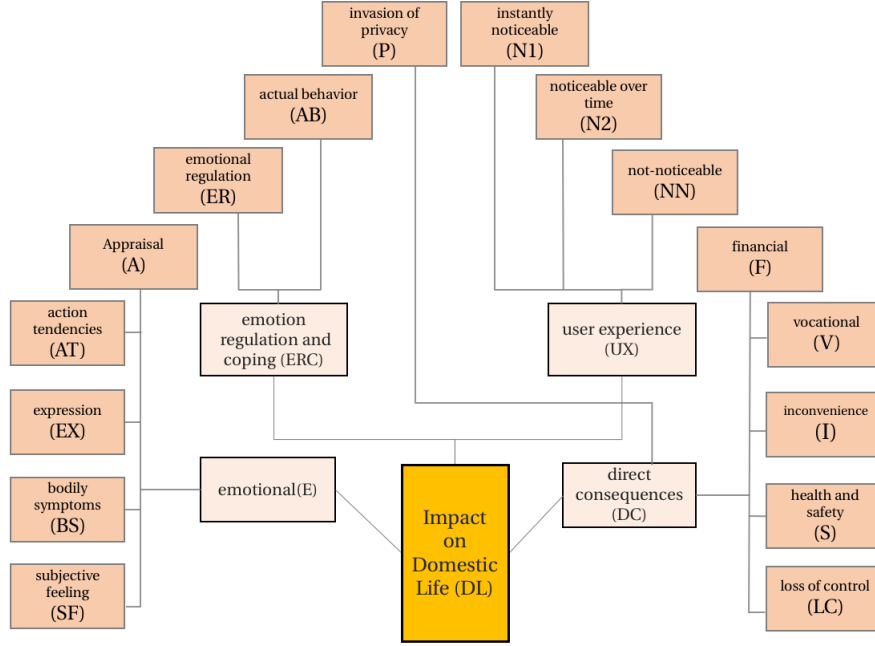 invasion of
privacy
(P)
instantly
noticeable
(N1)
actual behavior
(AB)
noticeable over
time
(N2)
emotional
regulation
(ER)
not-noticeable
(NN)
Appraisal
(A)
financial
(F)
action
tendencies
(AT)
emotion
regulation and
coping (ERC)
user experience
(UX)
vocational
(V)
expression
(EX)
inconvenience
(I)
emotional(E)
direct
consequences
(DC)
bodily
symptoms
(BS)
Impact
on
Domestic
Life (DL)
health and
safety
(S)
subjective
feeling
(SF)
loss of control
(LC)